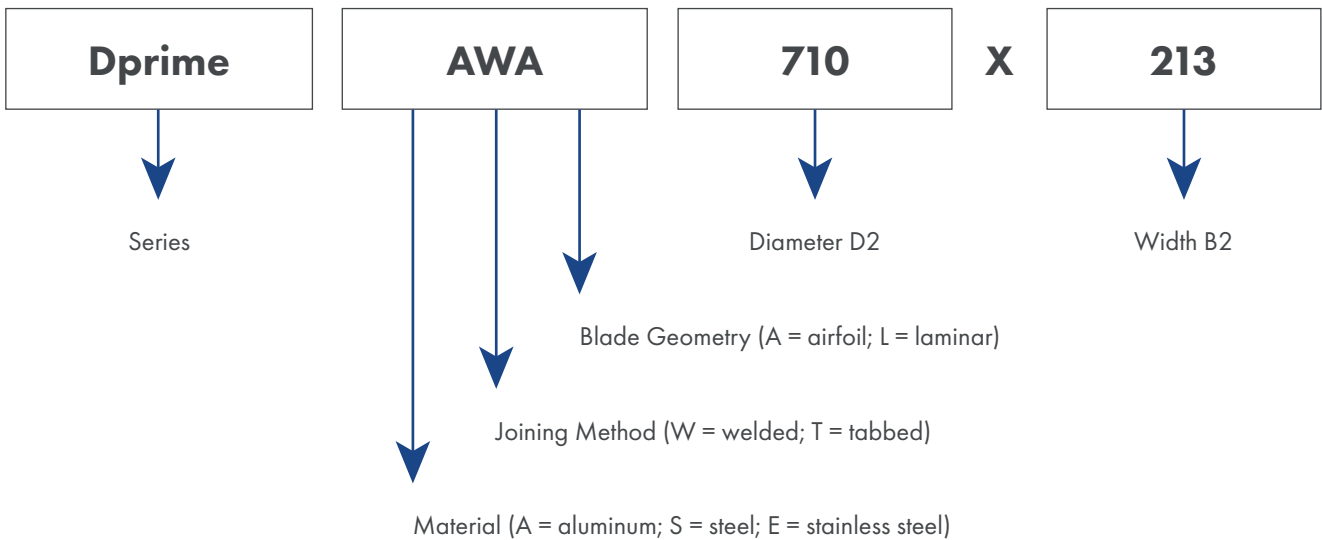 Dprime AWA 710 X 213
Series Diameter D2 Width B2
Blade Geometry (A = airfoil; L = laminar)
Joining Method (W = welded; T = tabbed)
Material (A = aluminum; S = steel; E = stainless steel)